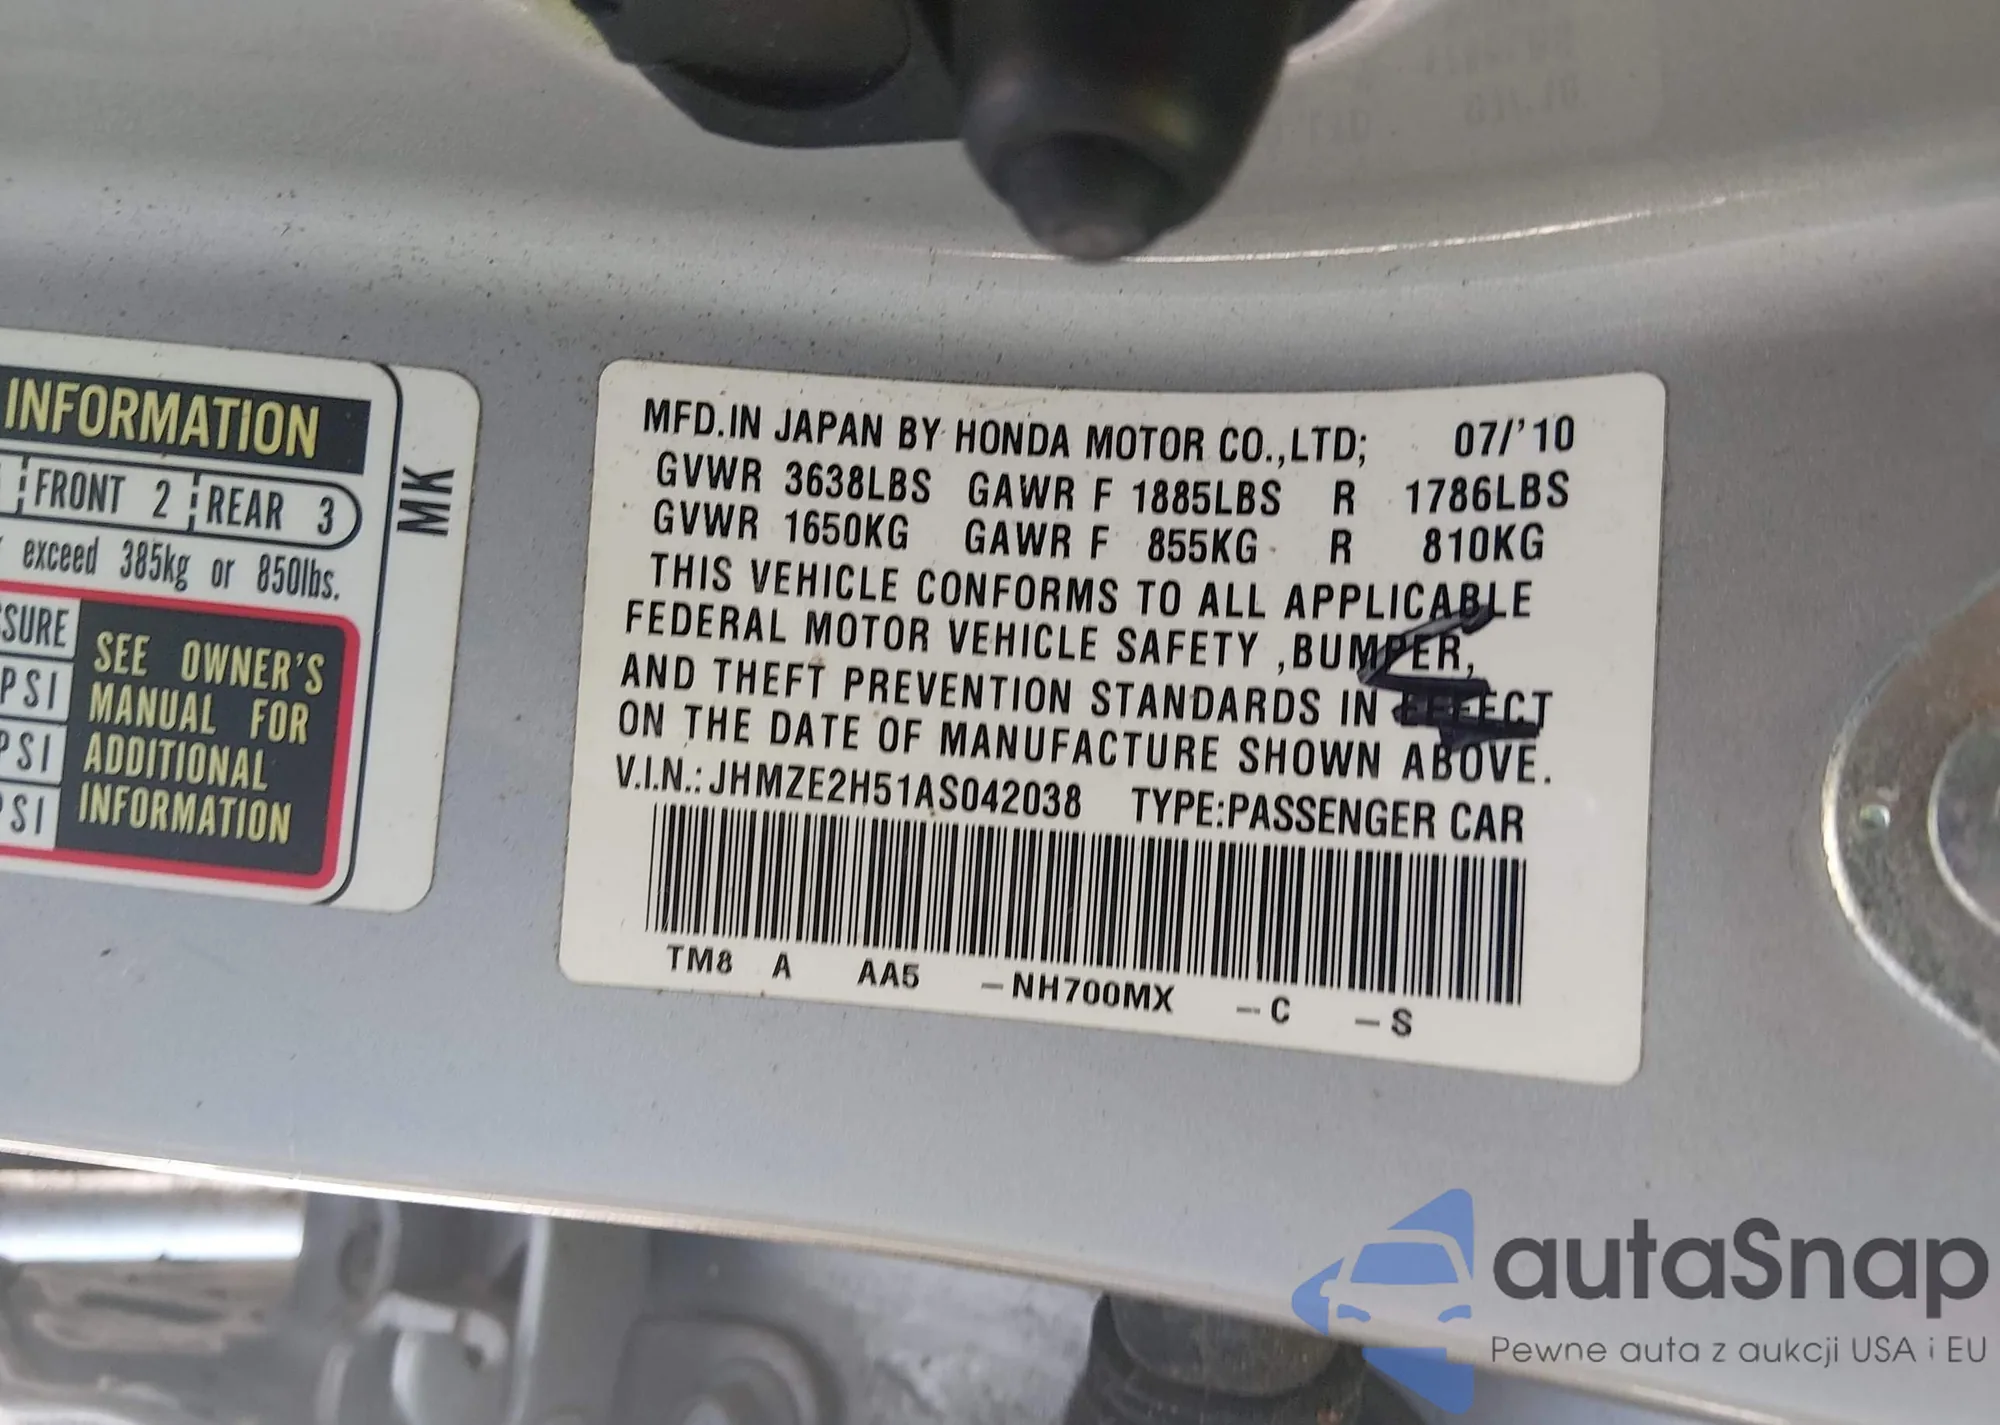 INFORMATION
FRONT 2 REAR 3
exceed 385kg or 850lbs.
SURE
PSI
PSI
PSI
SEE OWNER'S
MANUAL FOR
ADDITIONAL
INFORMATION
MK
MFD.IN JAPAN BY HONDA MOTOR CO.,LTD; 07/'10
GVWR 3638LBS GAWR F 1885LBS R 1786LBS
GVWR 1650KG GAWR F 855KG R 810KG
THIS VEHICLE CONFORMS TO ALL APPLICABLE
FEDERAL MOTOR VEHICLE SAFETY ,BUMPER,
AND THEFT PREVENTION STANDARDS IN EFFECT
ON THE DATE OF MANUFACTURE SHOWN ABOVE.
V.I.N.: JHMZE2H51AS042038 TYPE:PASSENGER CAR
TM8 A AA5 -NH700MX -C -S
autaSnap
Pewne auta z aukcji USA i EU